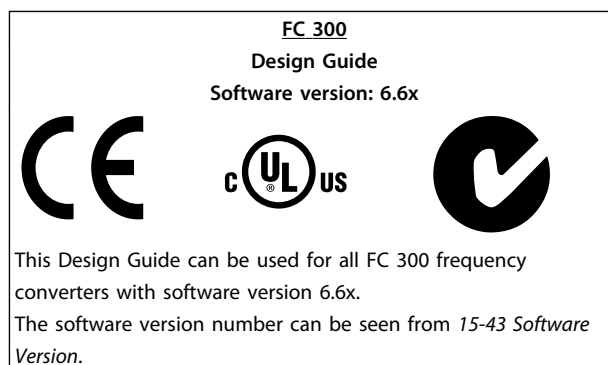 FC 300
Design Guide
Software version: 6.6x
CE
C UL ® US
This Design Guide can be used for all FC 300 frequency
converters with software version 6.6x.
The software version number can be seen from 15-43 Software
Version.